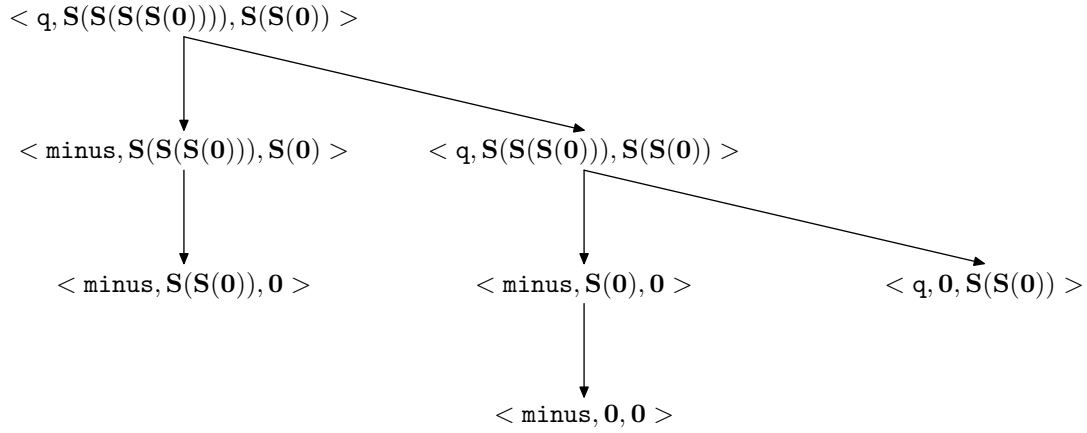 < q, S(S(S(S(0)))), S(S(0)) >
< minus, S(S(S(0))), S(0) >
< q, S(S(S(0))), S(S(0)) >
< minus, S(S(0)), 0 >
< minus, S(0), 0 >
< q, 0, S(S(0)) >
< minus, 0, 0 >